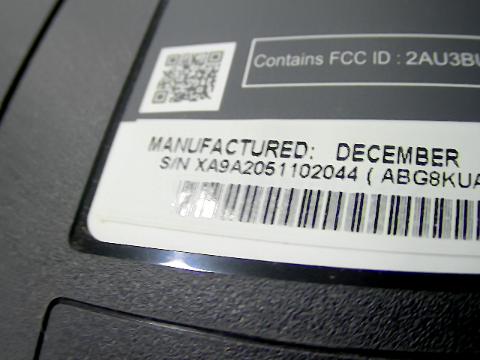 Contains FCC ID : 2AU3BU
MANUFACTURED: DECEMBER
S/N XA9A2051102044 ( ABG8KUA